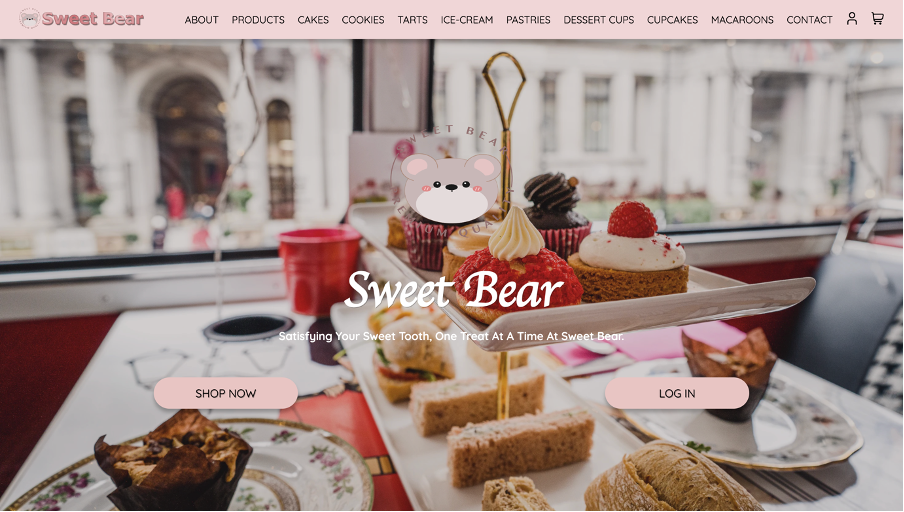 Sweet Bear
ABOUT PRODUCTS CAKES COOKIES TARTS ICE-CREAM PASTRIES DESSERT CUPS CUPCAKES MACAROONS CONTACT
SWEET BEAR
Sweet Bear
Satisfying Your Sweet Tooth, One Treat At A Time At Sweet Bear.
SHOP NOW
LOG IN